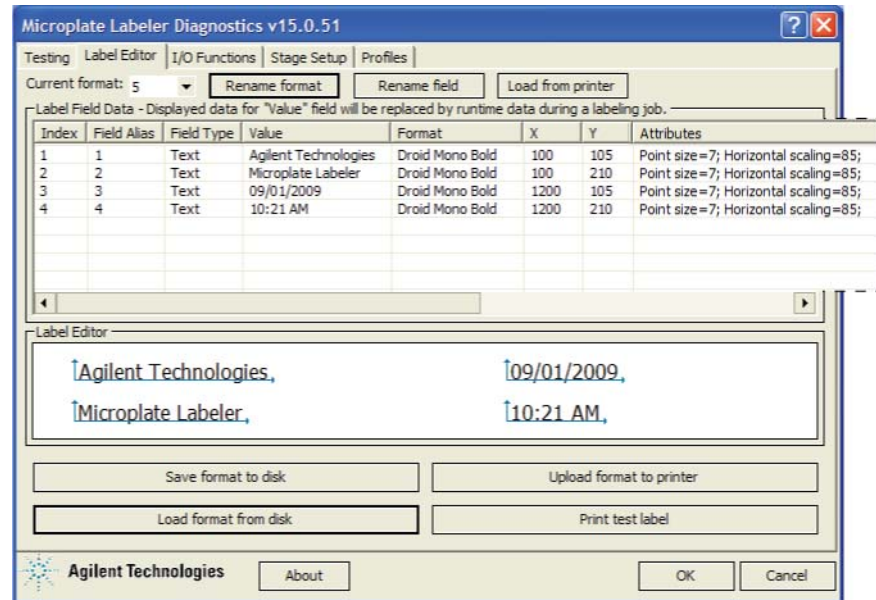 Microplate Labeler Diagnostics v15.0.51
Testing Label Editor I/O Functions Stage Setup Profiles
Current format: 5 Rename format Rename field Load from printer
Label Field Data - Displayed data for "Value" field will be replaced by runtime data during a labeling job.
Index Field Alias Field Type Value Format X Y Attributes
1 1 Text Agilent Technologies Droid Mono Bold 100 105 Point size=7; Horizontal scaling=85;
2 2 Text Microplate Labeler Droid Mono Bold 100 210 Point size=7; Horizontal scaling=85;
3 3 Text 09/01/2009 Droid Mono Bold 1200 105 Point size=7; Horizontal scaling=85;
4 4 Text 10:21 AM Droid Mono Bold 1200 210 Point size=7; Horizontal scaling=85;
Label Editor
Agilent Technologies 09/01/2009
Microplate Labeler 10:21 AM
Save format to disk Upload format to printer
Load format from disk Print test label
Agilent Technologies About OK Cancel